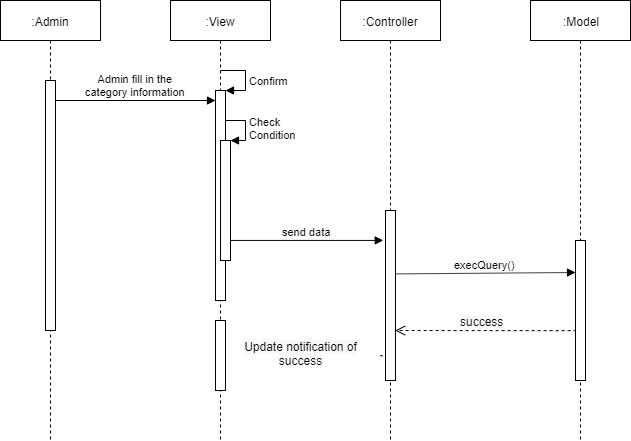 :Admin
:View
:Controller
:Model
Confirm
Admin fill in the
category information
Check
Condition
send data
execQuery()
success
Update notification of
success